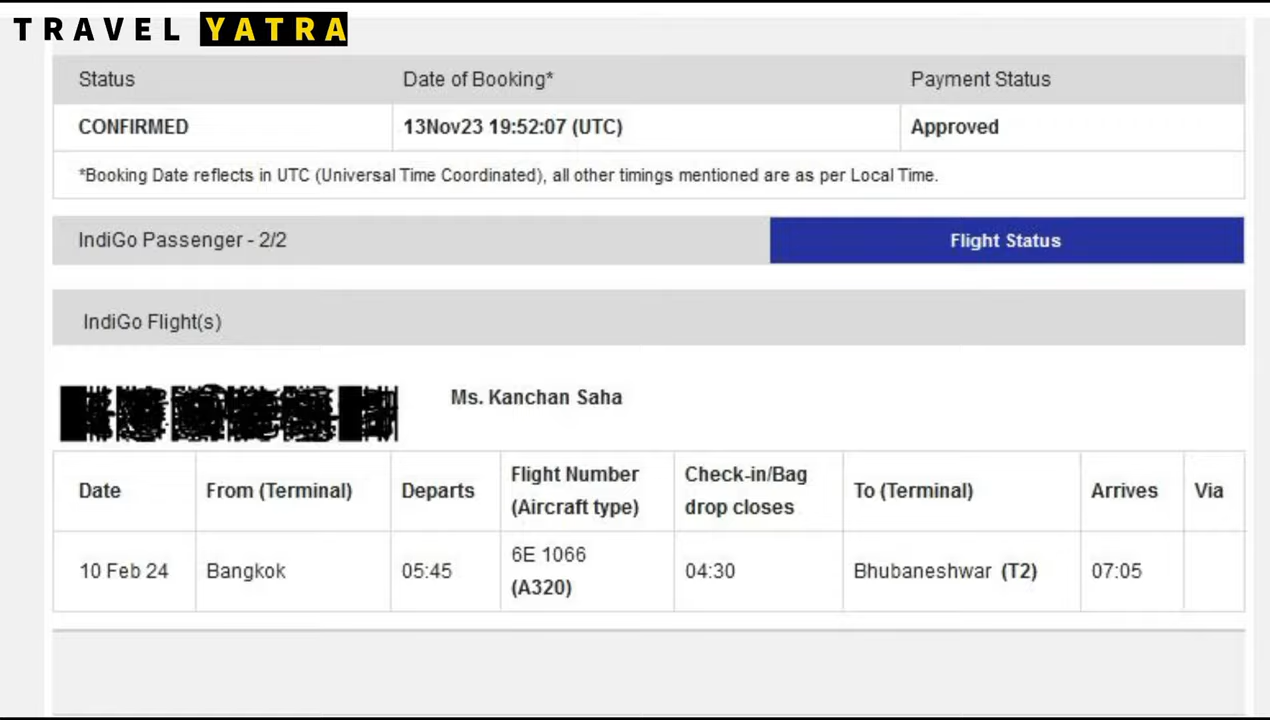 TRAVEL YATRA
Status Date of Booking* Payment Status
CONFIRMED 13Nov23 19:52:07 (UTC) Approved
*Booking Date reflects in UTC (Universal Time Coordinated), all other timings mentioned are as per Local Time.
IndiGo Passenger - 2/2 Flight Status
IndiGo Flight(s)
Ms. Kanchan Saha
Date From (Terminal) Departs Flight Number (Aircraft type) Check-in/Bag drop closes To (Terminal) Arrives Via
10 Feb 24 Bangkok 05:45 6E 1066 (A320) 04:30 Bhubaneshwar (T2) 07:05